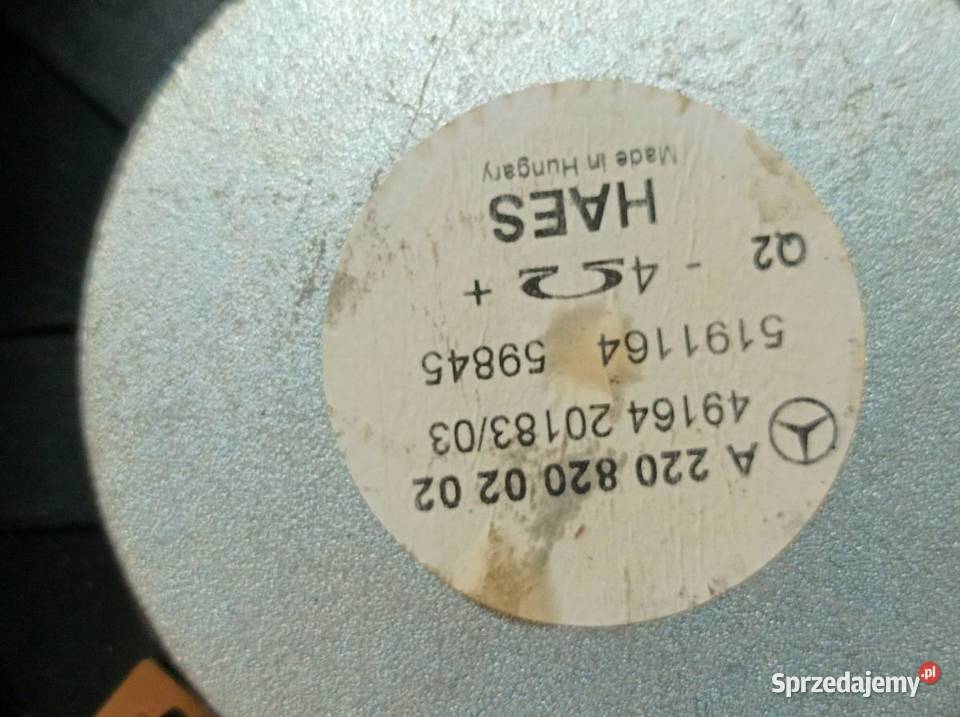 A 220 820 02 02
49164 20183/03
5191164 59845
Q2 - 4Ω +
HAES
Made in Hungary
Sprzedajemy.pl